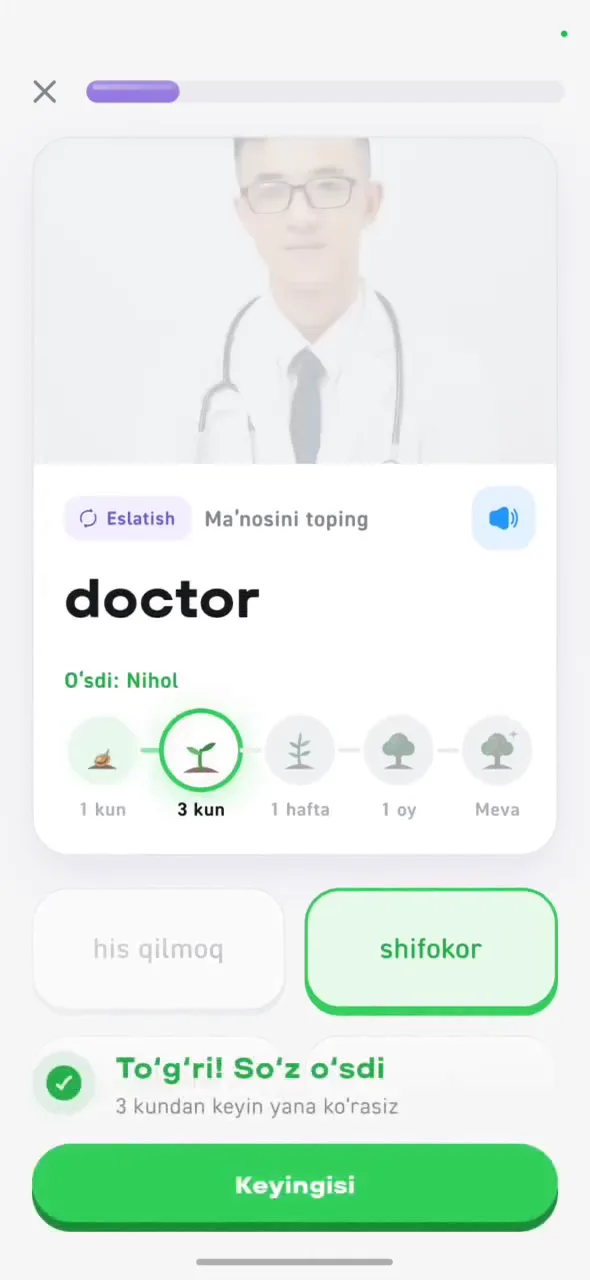 Eslatish
Ma'nosini toping
doctor
O‘sdi: Nihol
1 kun
3 kun
1 hafta
1 oy
Meva
his qilmoq
shifokor
To‘g‘ri! So‘z o‘sdi
3 kundan keyin yana ko‘rasiz
Keyingisi